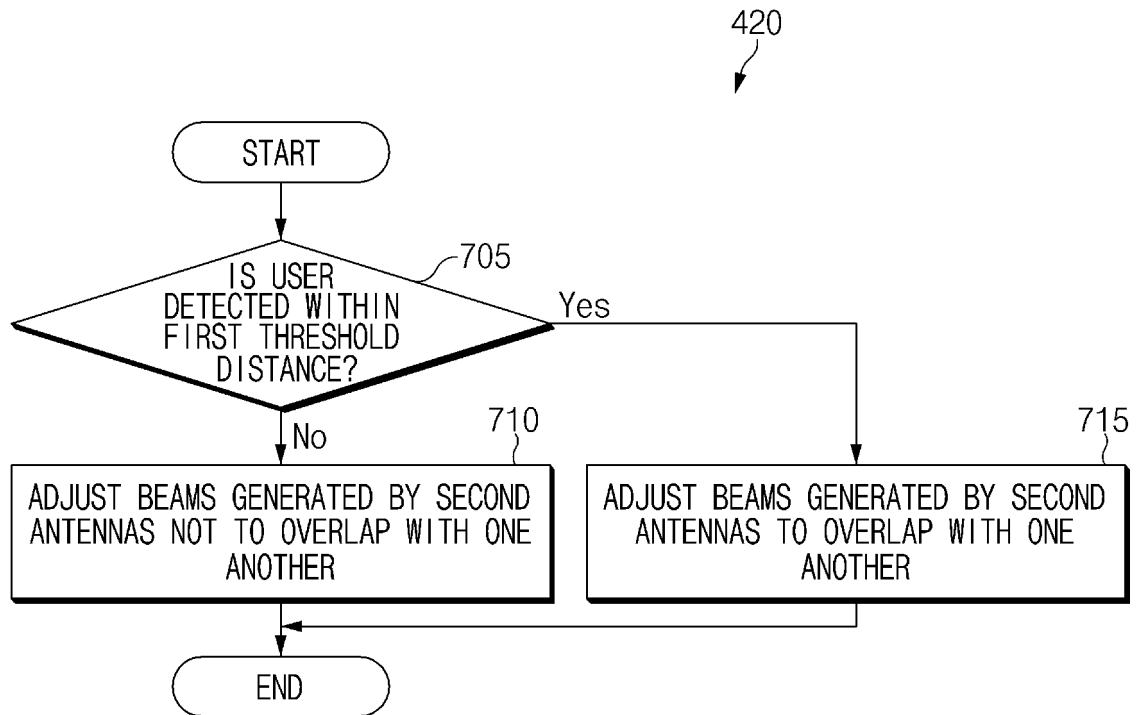 420
START
705
IS USER
DETECTED WITHIN
FIRST THRESHOLD
DISTANCE?
Yes
No
710
ADJUST BEAMS GENERATED BY SECOND
ANTENNAS NOT TO OVERLAP WITH ONE
ANOTHER
715
ADJUST BEAMS GENERATED BY SECOND
ANTENNAS TO OVERLAP WITH ONE
ANOTHER
END